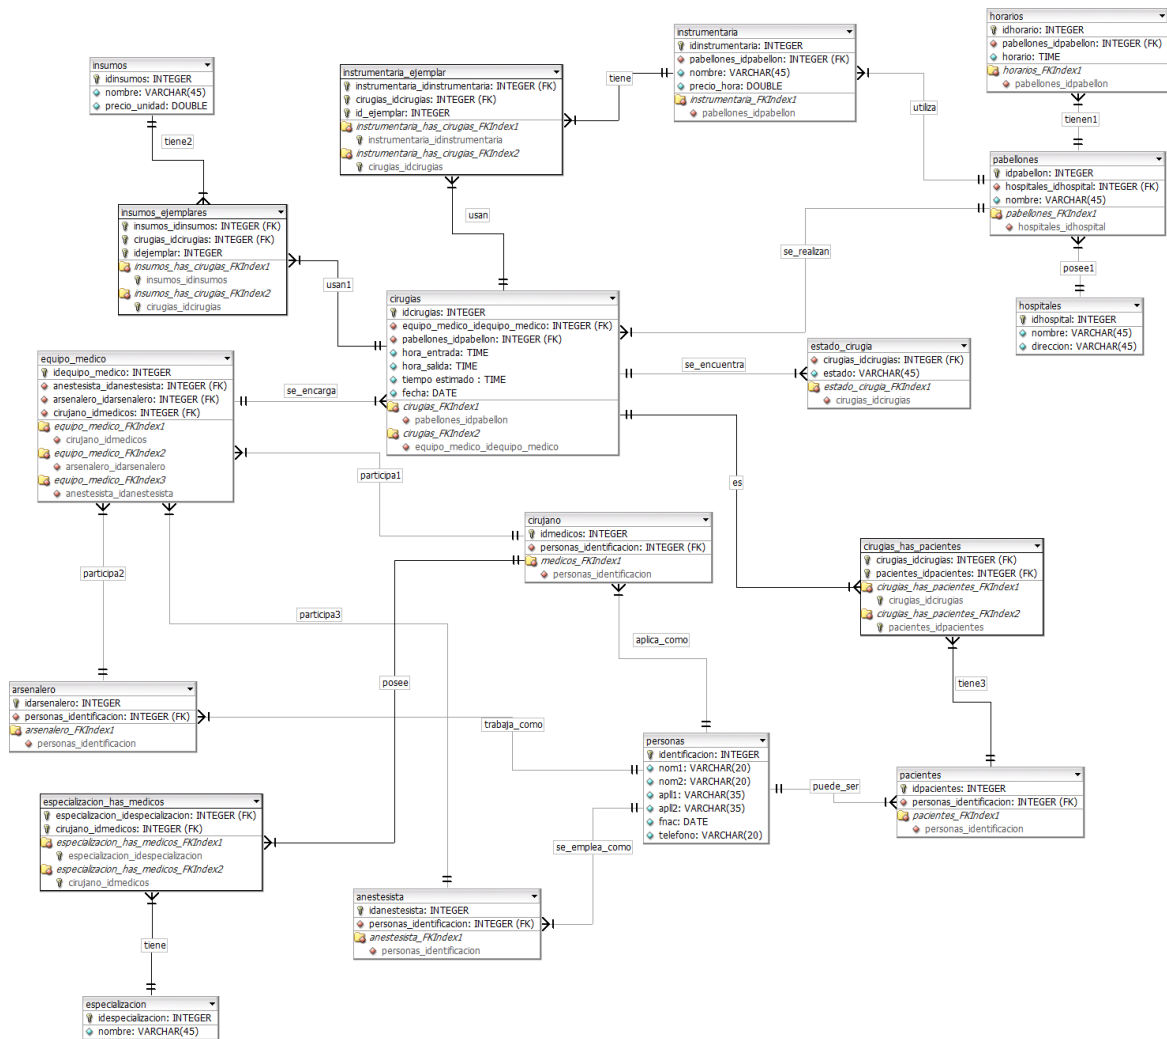 insumos
idinsumos: INTEGER
nombre: VARCHAR(45)
precio_unidad: DOUBLE
tiene2
instrumentaria_ejemplar
instrumentaria_idinstrumentaria: INTEGER (FK)
cirugias_idcirugias: INTEGER (FK)
id_ejemplar: INTEGER
instrumentaria_has_cirugias_FKIndex1
instrumentaria_idinstrumentaria
instrumentaria_has_cirugias_FKIndex2
cirugias_idcirugias
tiene
instrumentaria
idinstrumentaria: INTEGER
pabellones_idpabellon: INTEGER (FK)
nombre: VARCHAR(45)
precio_hora: DOUBLE
instrumentaria_FKIndex1
pabellones_idpabellon
utiliza
horarios
idhorario: INTEGER
pabellones_idpabellon: INTEGER (FK)
horario: TIME
horarios_FKIndex1
pabellones_idpabellon
tienen1
pabellones
idpabellon: INTEGER
hospitales_idhospital: INTEGER (FK)
nombre: VARCHAR(45)
pabellones_FKIndex1
hospitales_idhospital
posee1
hospitales
idhospital: INTEGER
nombre: VARCHAR(45)
direccion: VARCHAR(45)
insumos_ejemplares
insumos_idinsumos: INTEGER (FK)
cirugias_idcirugias: INTEGER (FK)
idejemplar: INTEGER
insumos_has_cirugias_FKIndex1
insumos_idinsumos
insumos_has_cirugias_FKIndex2
cirugias_idcirugias
usan1
usan
se_realizan
cirugias
idcirugias: INTEGER
equipo_medico_idequipo_medico: INTEGER (FK)
pabellones_idpabellon: INTEGER (FK)
hora_entrada: TIME
hora_salida: TIME
tiempo estimado : TIME
fecha: DATE
cirugias_FKIndex1
pabellones_idpabellon
cirugias_FKIndex2
equipo_medico_idequipo_medico
se_encuentra
estado_cirugia
cirugias_idcirugias: INTEGER (FK)
estado: VARCHAR(45)
estado_cirugia_FKIndex1
cirugias_idcirugias
equipo_medico
idequipo_medico: INTEGER
anestesista_idanestesista: INTEGER (FK)
arsenalero_idarsenalero: INTEGER (FK)
cirujano_idmedicos: INTEGER (FK)
equipo_medico_FKIndex1
cirujano_idmedicos
equipo_medico_FKIndex2
arsenalero_idarsenalero
equipo_medico_FKIndex3
anestesista_idanestesista
se_encarga
participa1
es
cirujano
idmedicos: INTEGER
personas_identificacion: INTEGER (FK)
medicos_FKIndex1
personas_identificacion
cirugias_has_pacientes
cirugias_idcirugias: INTEGER (FK)
pacientes_idpacientes: INTEGER (FK)
cirugias_has_pacientes_FKIndex1
cirugias_idcirugias
cirugias_has_pacientes_FKIndex2
pacientes_idpacientes
participa2
participa3
aplica_como
posee
tiene3
arsenalero
idarsenalero: INTEGER
personas_identificacion: INTEGER (FK)
arsenalero_FKIndex1
personas_identificacion
trabaja_como
personas
identificacion: INTEGER
nom1: VARCHAR(20)
nom2: VARCHAR(20)
apll1: VARCHAR(35)
apll2: VARCHAR(35)
fnac: DATE
telefono: VARCHAR(20)
puede_ser
pacientes
idpacientes: INTEGER
personas_identificacion: INTEGER (FK)
pacientes_FKIndex1
personas_identificacion
especializacion_has_medicos
especializacion_idespecializacion: INTEGER (FK)
cirujano_idmedicos: INTEGER (FK)
especializacion_has_medicos_FKIndex1
especializacion_idespecializacion
especializacion_has_medicos_FKIndex2
cirujano_idmedicos
se_emplea_como
anestesista
idanestesista: INTEGER
personas_identificacion: INTEGER (FK)
anestesista_FKIndex1
personas_identificacion
tiene
especializacion
idespecializacion: INTEGER
nombre: VARCHAR(45)